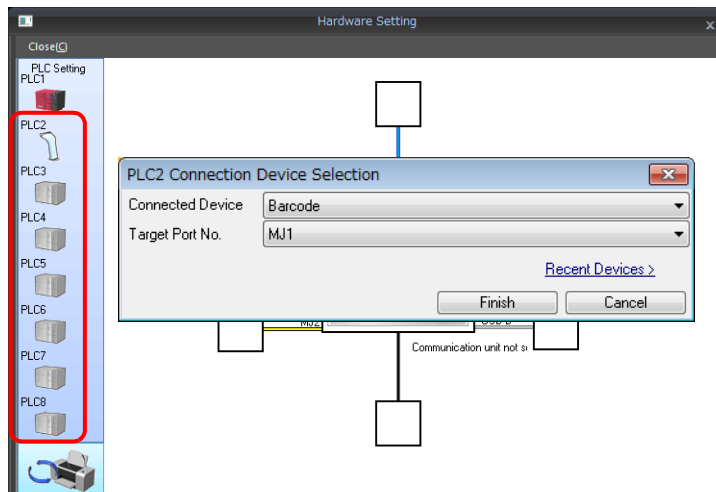 Hardware Setting
x
Close(C)
PLC Setting
PLC1
PLC2
PLC3
PLC4
PLC5
PLC6
PLC7
PLC8
PLC2 Connection Device Selection
Connected Device
Barcode
Target Port No.
MJ1
Recent Devices >
Finish
Cancel
MJ2
Communication unit not s